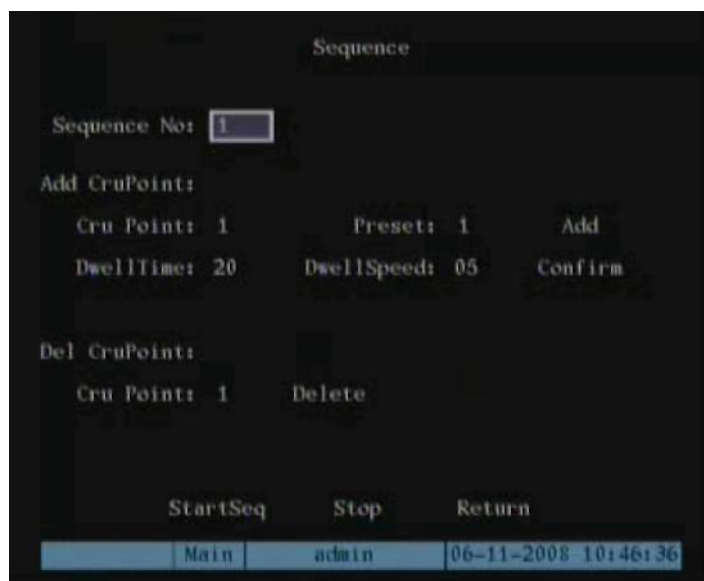 Sequence
Sequence No: 1
Add CruPoint:
Cru Point: 1 Preset: 1 Add
DwellTime: 20 DwellSpeed: 05 Confirm
Del CruPoint:
Cru Point: 1 Delete
StartSeq Stop Return
Main admin 06-11-2008 10:46:36